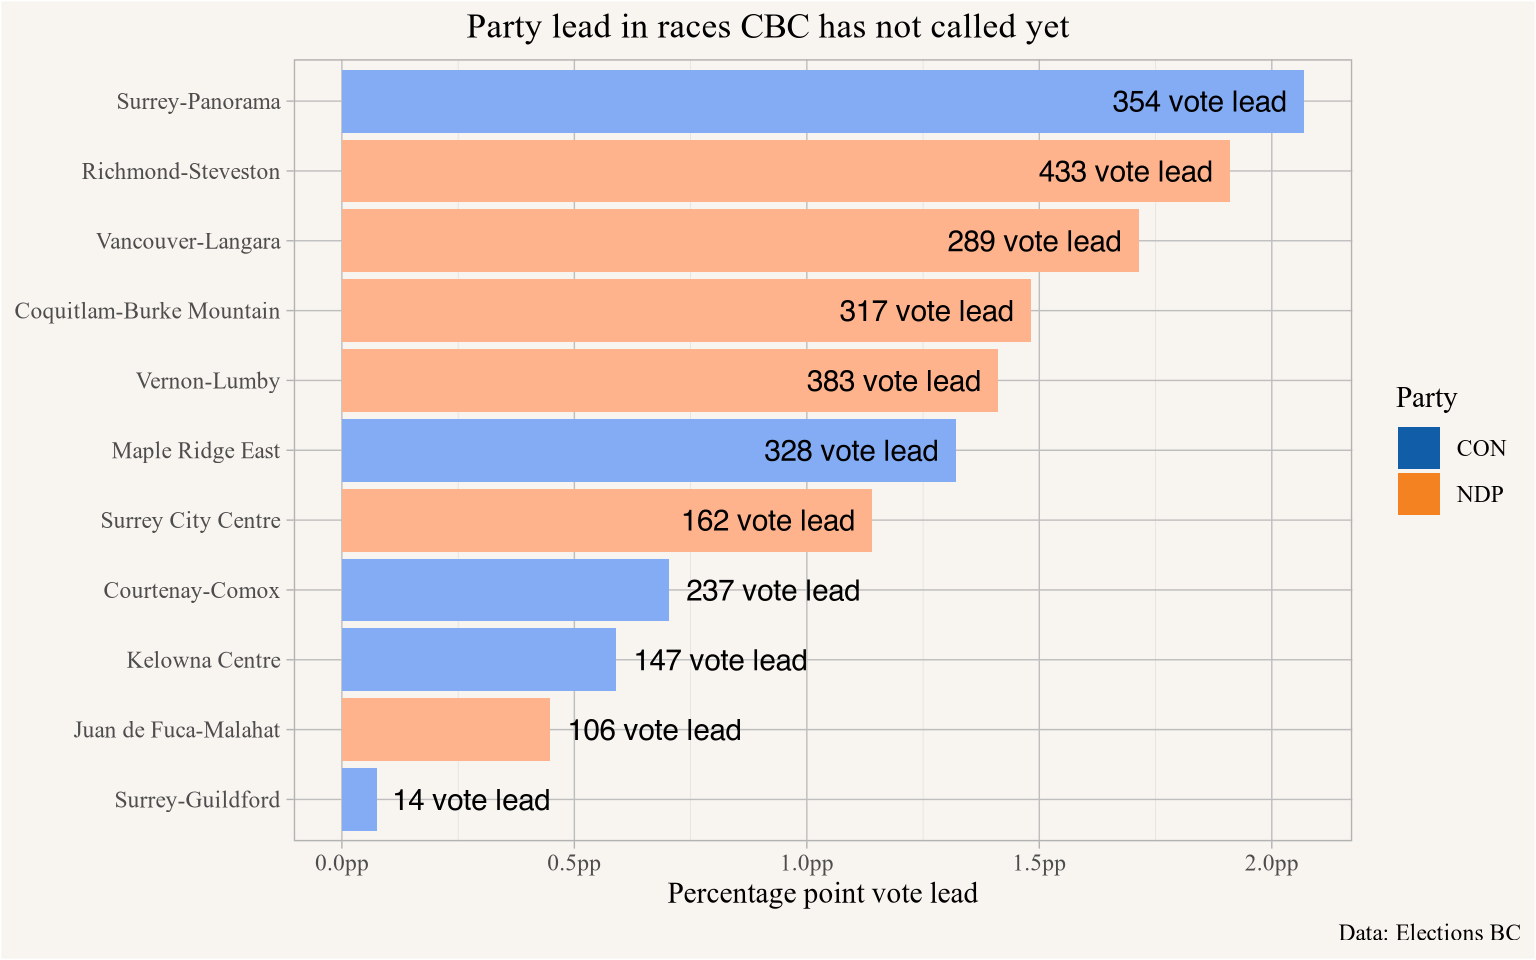 Party lead in races CBC has not called yet
Surrey-Panorama 354 vote lead
Richmond-Steveston 433 vote lead
Vancouver-Langara 289 vote lead
Coquitlam-Burke Mountain 317 vote lead
Vernon-Lumby 383 vote lead
Maple Ridge East 328 vote lead
Surrey City Centre 162 vote lead
Courtenay-Comox 237 vote lead
Kelowna Centre 147 vote lead
Juan de Fuca-Malahat 106 vote lead
Surrey-Guildford 14 vote lead
0.0pp 0.5pp 1.0pp 1.5pp 2.0pp
Percentage point vote lead
Party
CON
NDP
Data: Elections BC